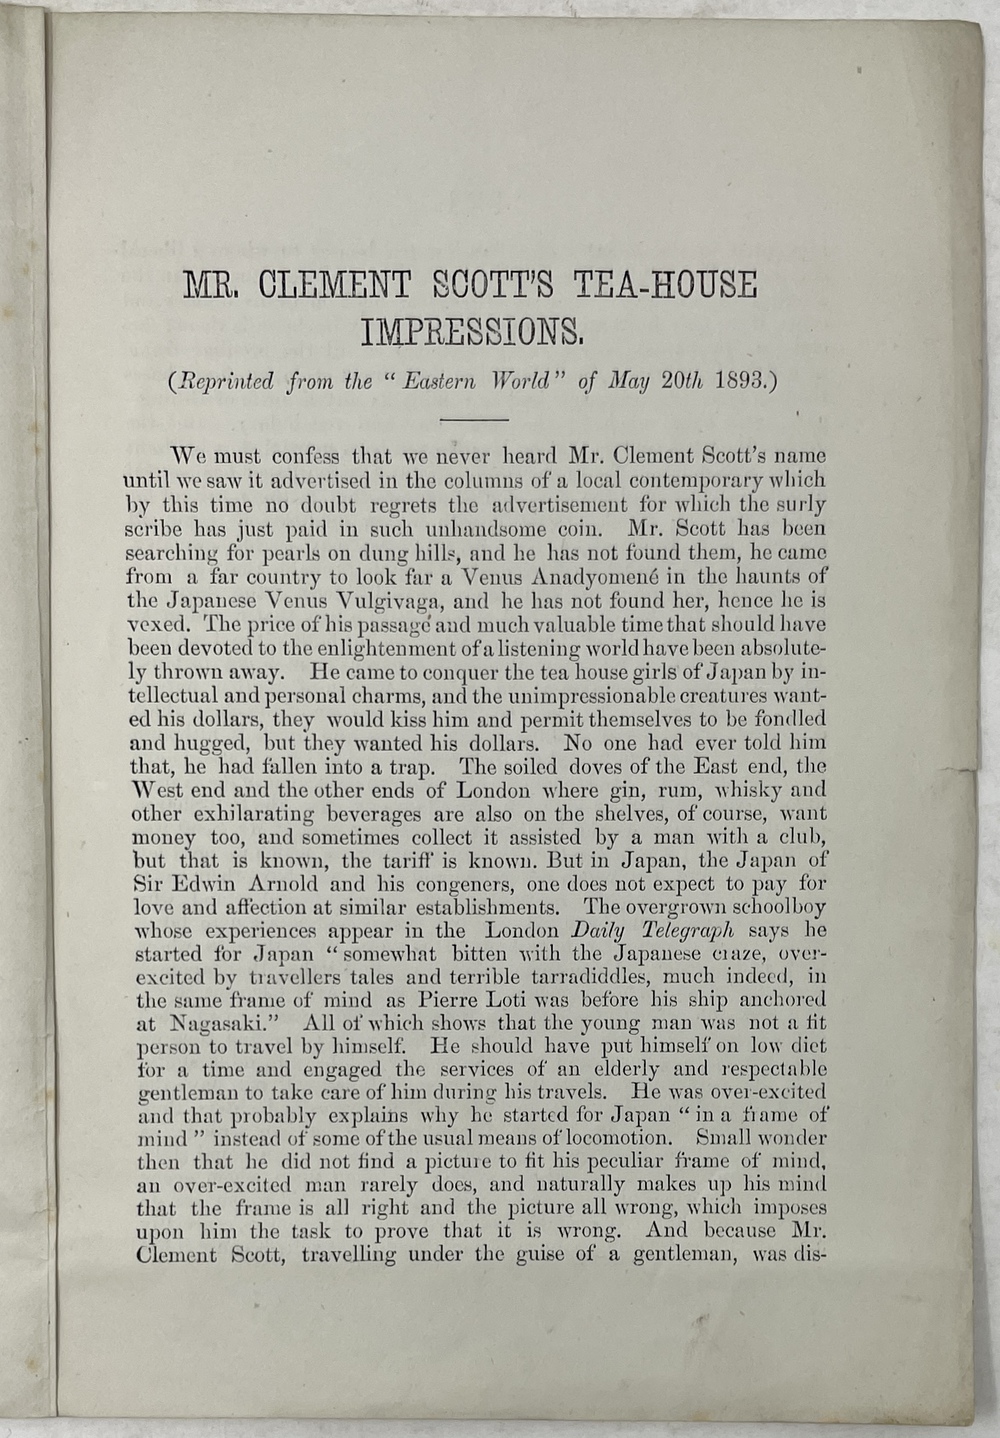 MR. CLEMENT SCOTT'S TEA-HOUSE
IMPRESSIONS.
(Reprinted from the “ Eastern World” of May 20th 1893.)
We must confess that we never heard Mr. Clement Scott's name
until we saw it advertised in the columns of a local contemporary which
by this time no doubt regrets the advertisement for which the surly
scribe has just paid in such unhandsome coin. Mr. Scott has been
searching for pearls on dung hills, and he has not found them, he came
from a far country to look far a Venus Anadyomené in the haunts of
the Japanese Venus Vulgivaga, and he has not found her, hence he is
vexed. The price of his passage and much valuable time that should have
been devoted to the enlightenment of a listening world have been absolute-
ly thrown away. He came to conquer the tea house girls of Japan by in-
tellectual and personal charms, and the unimpressionable creatures want-
ed his dollars, they would kiss him and permit themselves to be fondled
and hugged, but they wanted his dollars. No one had ever told him
that, he had fallen into a trap. The soiled doves of the East end, the
West end and the other ends of London where gin, rum, whisky and
other exhilarating beverages are also on the shelves, of course, want
money too, and sometimes collect it assisted by a man with a club,
but that is known, the tariff is known. But in Japan, the Japan of
Sir Edwin Arnold and his congeners, one does not expect to pay for
love and affection at similar establishments. The overgrown schoolboy
whose experiences appear in the London Daily Telegraph says he
started for Japan “ somewhat bitten with the Japanese craze, over-
excited by travellers tales and terrible tarradiddles, much indeed, in
the same frame of mind as Pierre Loti was before his ship anchored
at Nagasaki.” All of which shows that the young man was not a fit
person to travel by himself. He should have put himself on low diet
for a time and engaged the services of an elderly and respectable
gentleman to take care of him during his travels. He was over-excited
and that probably explains why he started for Japan “ in a frame of
mind ” instead of some of the usual means of locomotion. Small wonder
then that he did not find a picture to fit his peculiar frame of mind,
an over-excited man rarely does, and naturally makes up his mind
that the frame is all right and the picture all wrong, which imposes
upon him the task to prove that it is wrong. And because Mr.
Clement Scott, travelling under the guise of a gentleman, was dis-